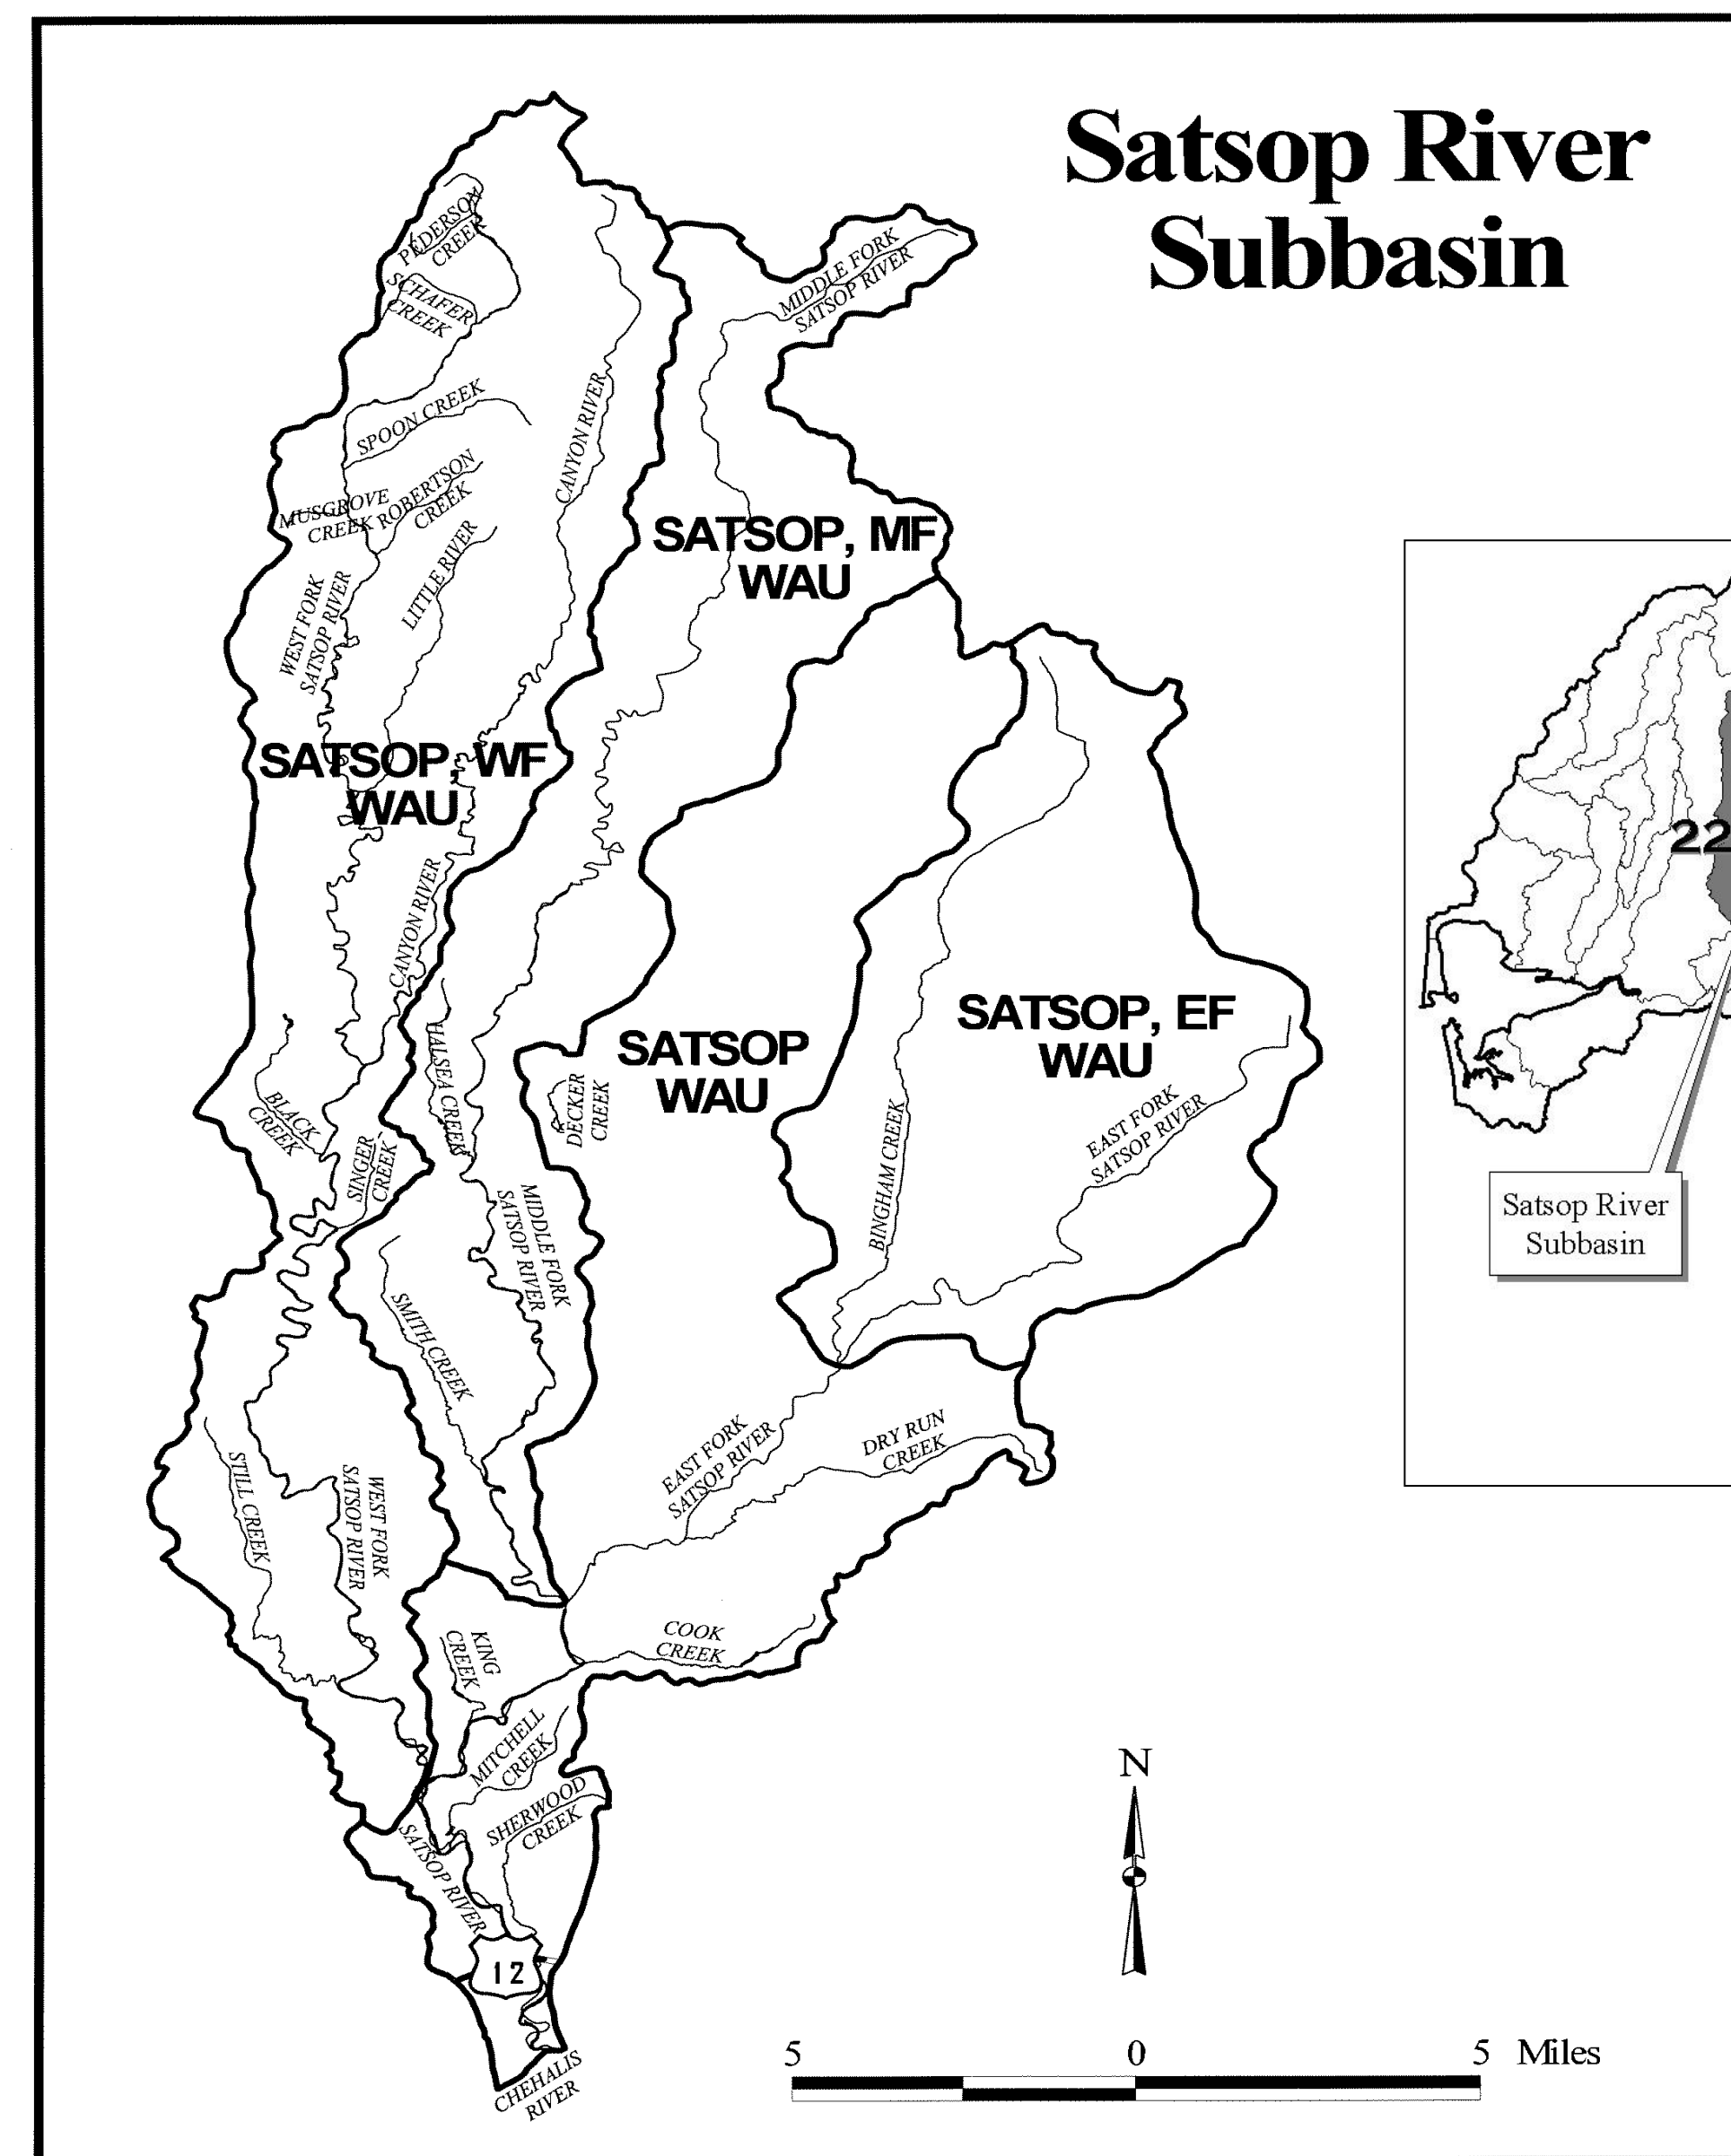 Satsop River
Subbasin
PEDERSON
CREEK
SCHAFER
CREEK
MIDDLE FORK
SATSOP RIVER
SPOON CREEK
CANYON RIVER
MUSGROVE
CREEK
ROBERTSON
CREEK
LITTLE RIVER
SATSOP, MF
WAU
WEST FORK
SATSOP RIVER
SATSOP, WF
WAU
22
CANYON RIVER
HALSEA CREEK
SATSOP
WAU
SATSOP, EF
WAU
DECKER
CREEK
BLACK
CREEK
SINGER
CREEK
BINGHAM CREEK
EAST FORK
SATSOP RIVER
MIDDLE FORK
SATSOP RIVER
Satsop River
Subbasin
SMITH CREEK
STILL CREEK
WEST FORK
SATSOP RIVER
EAST FORK
SATSOP RIVER
DRY RUN
CREEK
KING
CREEK
COOK
CREEK
MITCHELL
CREEK
SHERWOOD
CREEK
SATSOP RIVER
12
CHEHALIS
RIVER
N
5 0 5 Miles